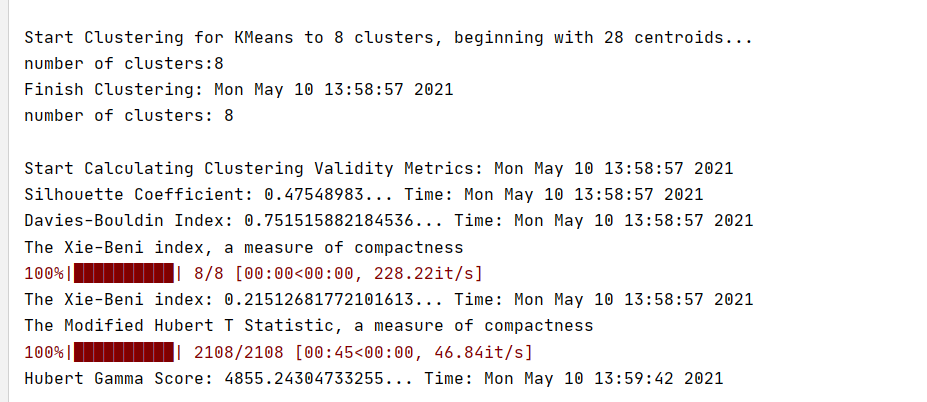 Start Clustering for KMeans to 8 clusters, beginning with 28 centroids...
number of clusters:8
Finish Clustering: Mon May 10 13:58:57 2021
number of clusters: 8
Start Calculating Clustering Validity Metrics: Mon May 10 13:58:57 2021
Silhouette Coefficient: 0.47548983... Time: Mon May 10 13:58:57 2021
Davies-Bouldin Index: 0.751515882184536... Time: Mon May 10 13:58:57 2021
The Xie-Beni index, a measure of compactness
100%|██████████| 8/8 [00:00<00:00, 228.22it/s]
The Xie-Beni index: 0.21512681772101613... Time: Mon May 10 13:58:57 2021
The Modified Hubert T Statistic, a measure of compactness
100%|██████████| 2108/2108 [00:45<00:00, 46.84it/s]
Hubert Gamma Score: 4855.24304733255... Time: Mon May 10 13:59:42 2021